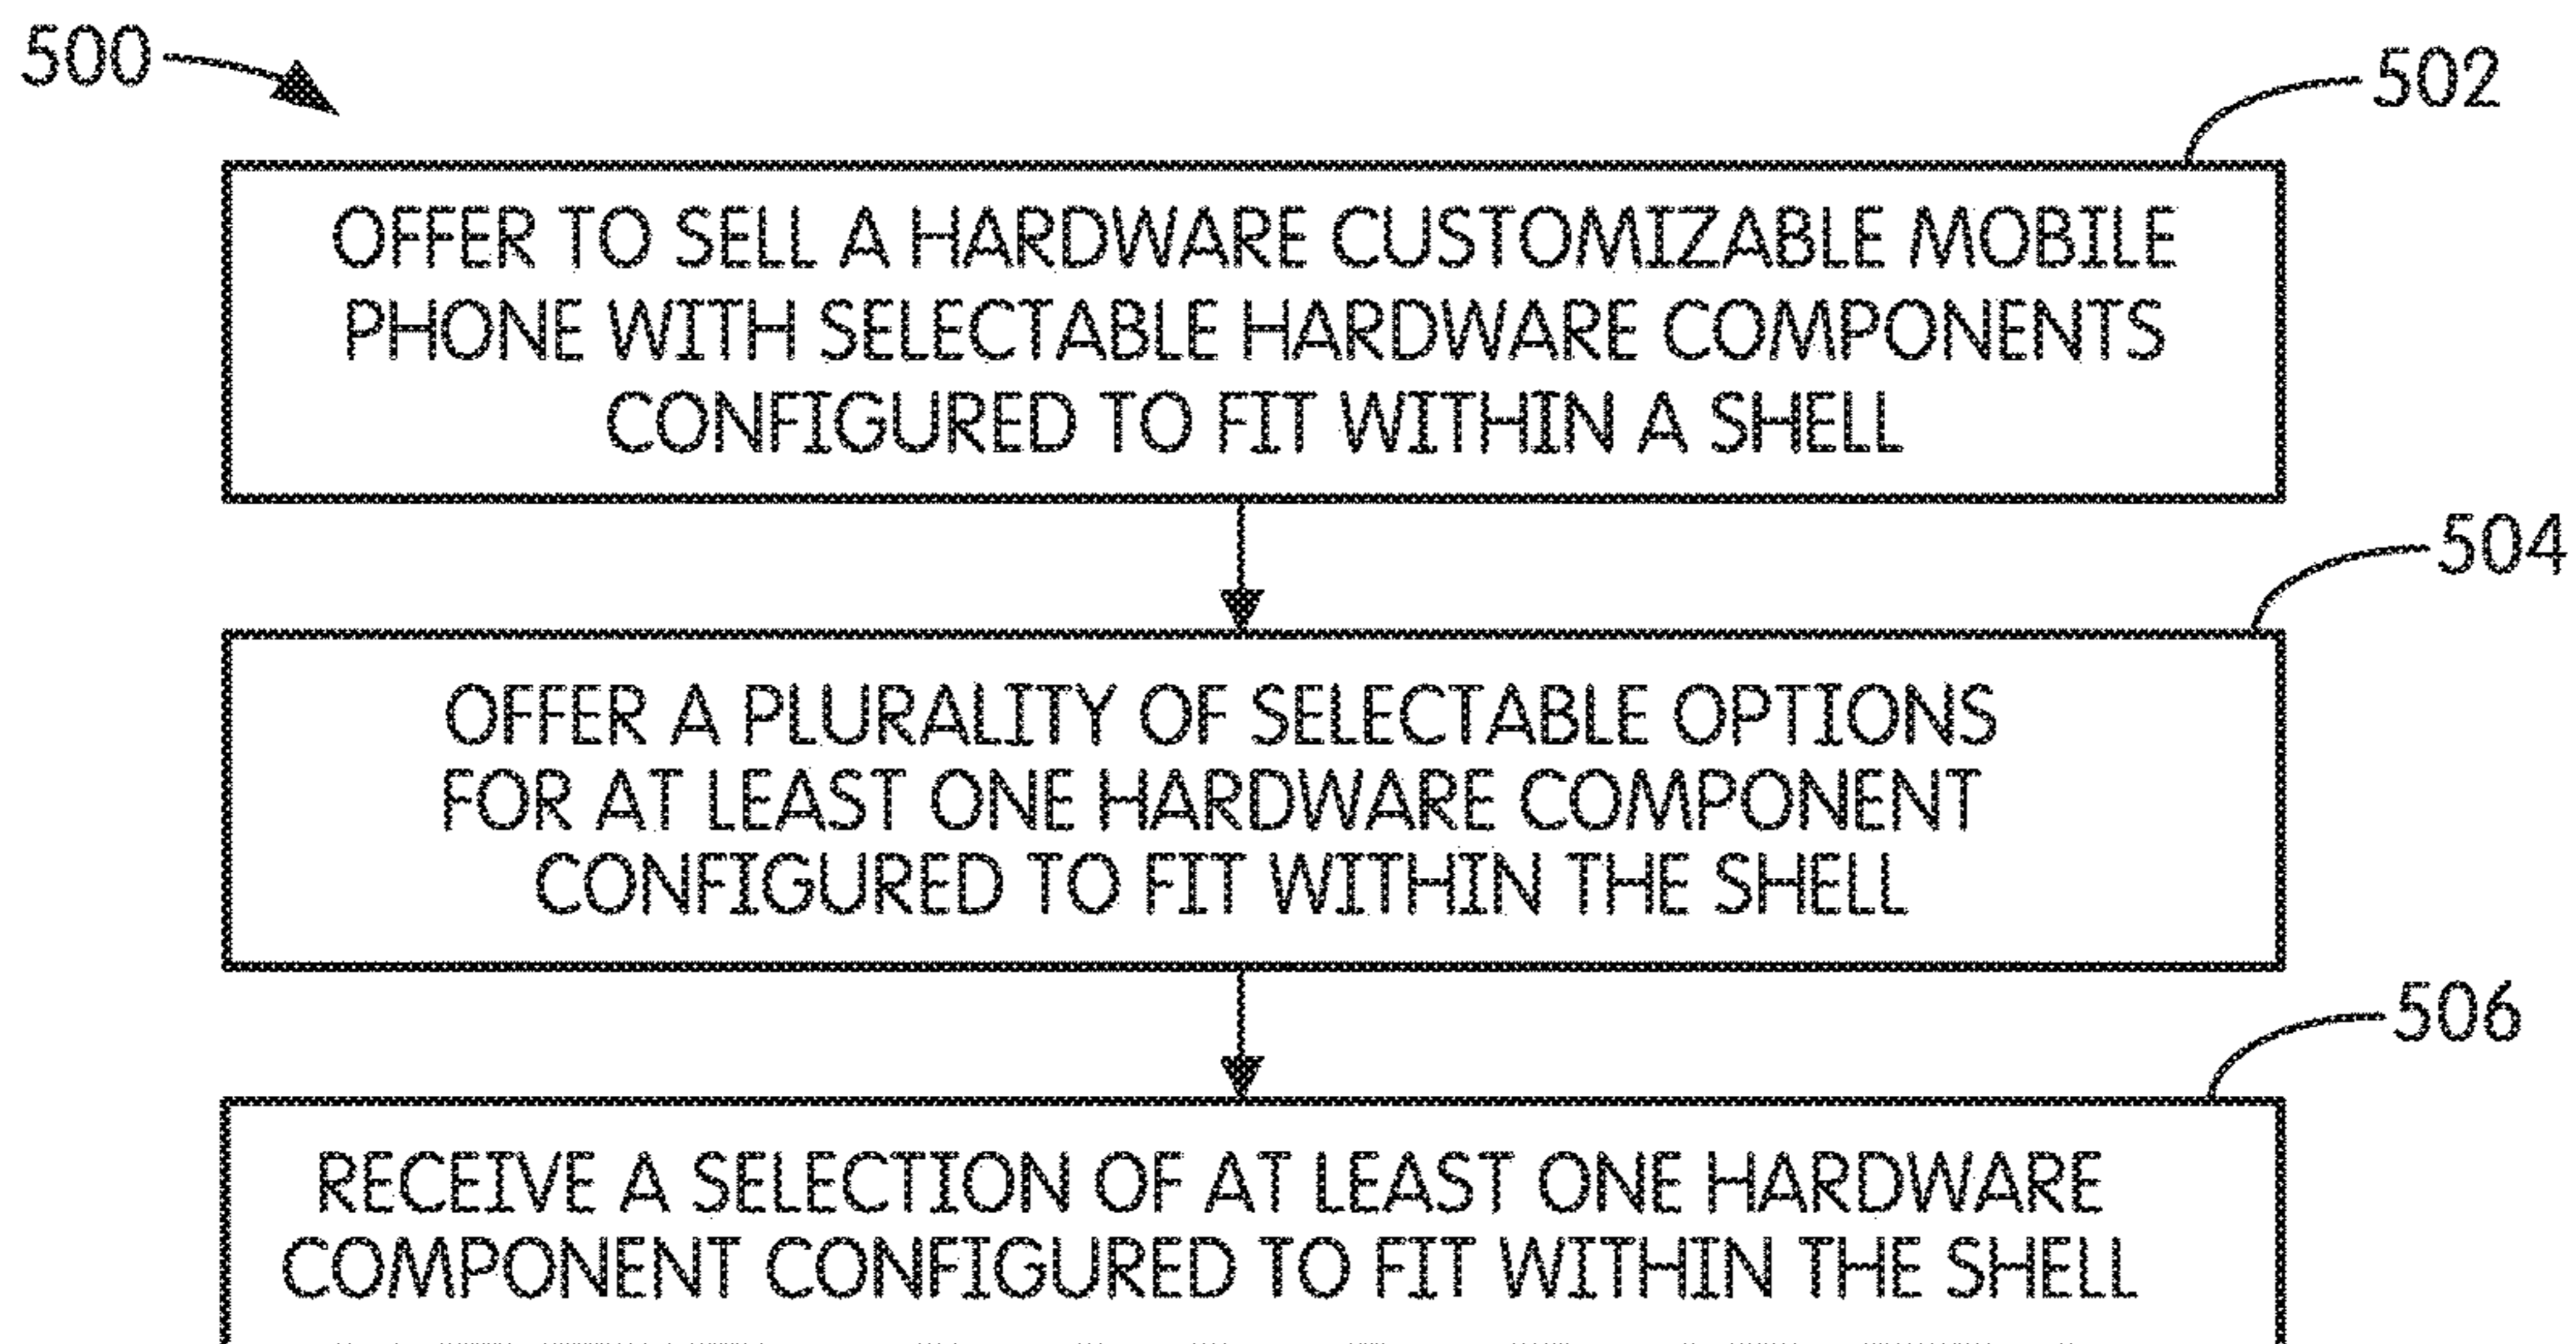 500
502
OFFER TO SELL A HARDWARE CUSTOMIZABLE MOBILE
PHONE WITH SELECTABLE HARDWARE COMPONENTS
CONFIGURED TO FIT WITHIN A SHELL
504
OFFER A PLURALITY OF SELECTABLE OPTIONS
FOR AT LEAST ONE HARDWARE COMPONENT
CONFIGURED TO FIT WITHIN THE SHELL
506
RECEIVE A SELECTION OF AT LEAST ONE HARDWARE
COMPONENT CONFIGURED TO FIT WITHIN THE SHELL